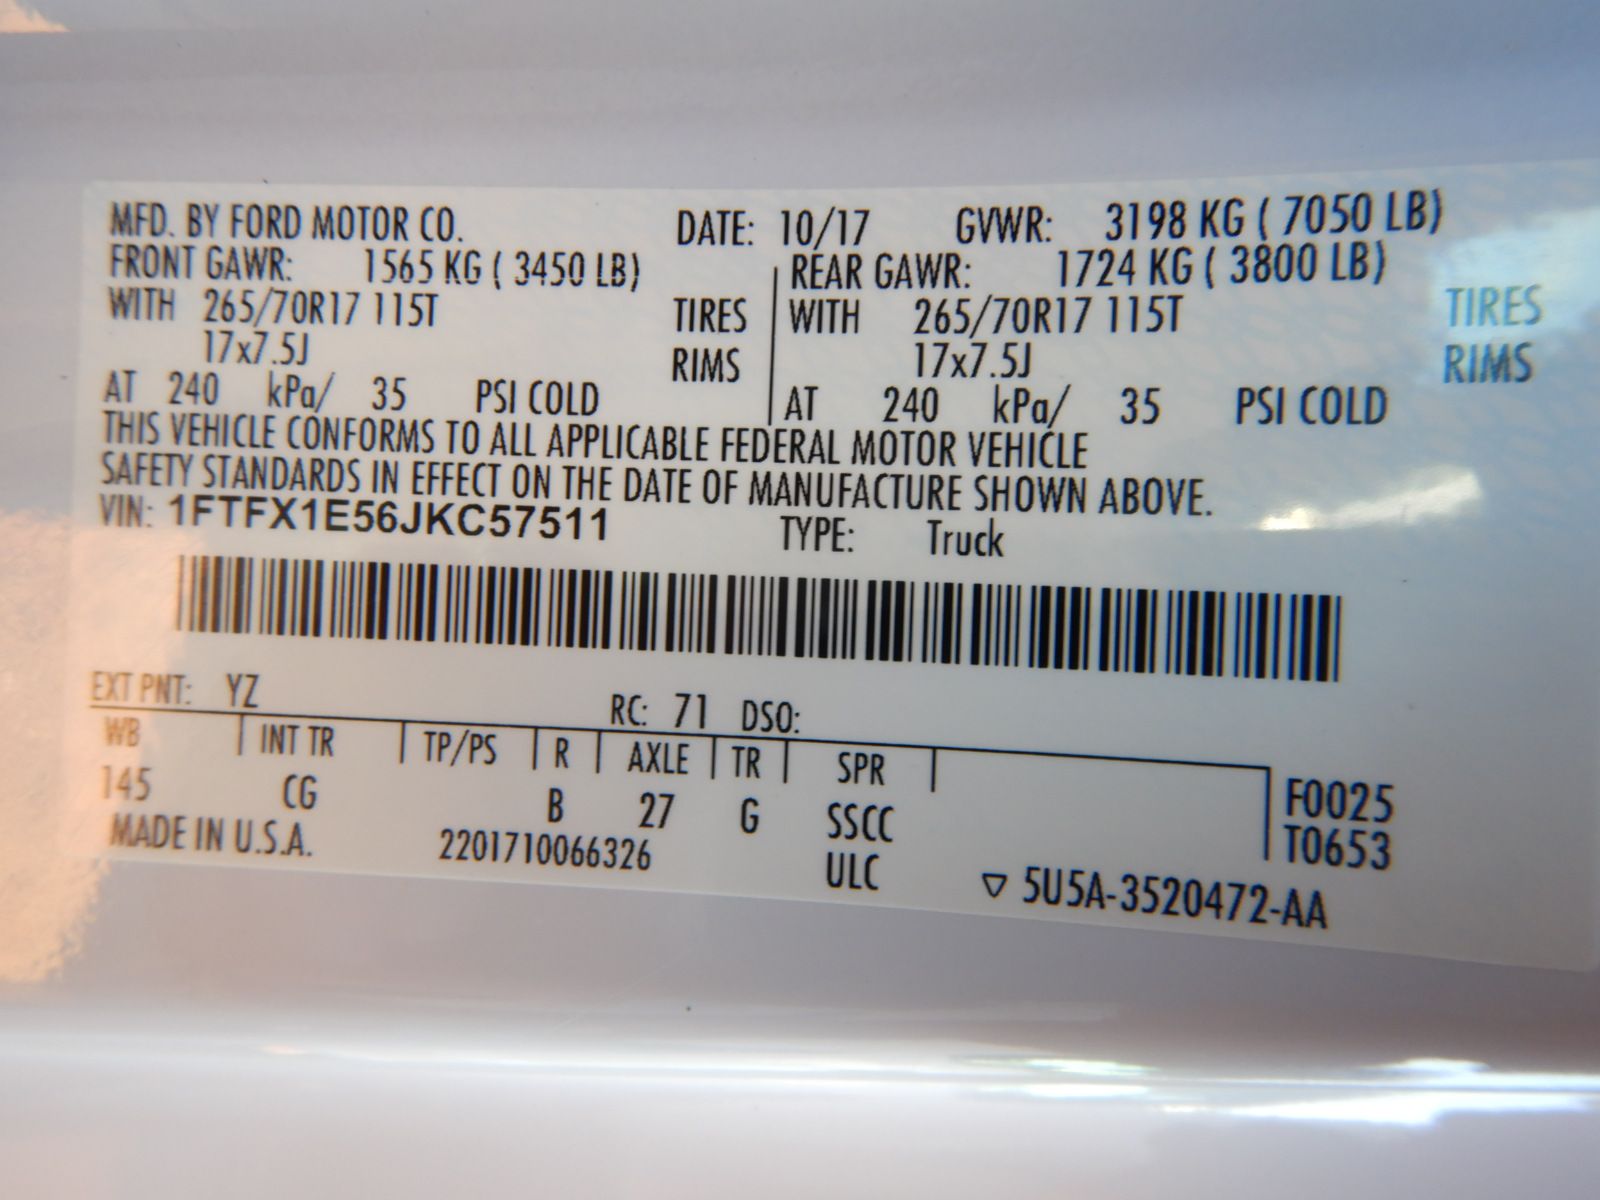 MFD. BY FORD MOTOR CO. DATE: 10/17 GVWR: 3198 KG ( 7050 LB)
FRONT GAWR: 1565 KG ( 3450 LB) REAR GAWR: 1724 KG ( 3800 LB)
WITH 265/70R17 115T TIRES WITH 265/70R17 115T TIRES
17x7.5J RIMS 17x7.5J RIMS
AT 240 kPa/ 35 PSI COLD AT 240 kPa/ 35 PSI COLD
THIS VEHICLE CONFORMS TO ALL APPLICABLE FEDERAL MOTOR VEHICLE
SAFETY STANDARDS IN EFFECT ON THE DATE OF MANUFACTURE SHOWN ABOVE.
VIN: 1FTFX1E56JKC57511 TYPE: Truck
EXT PNT: YZ RC: 71 DSO:
WB INT TR TP/PS R AXLE TR SPR F0025
145 CG B 27 G SSCC T0653
MADE IN U.S.A. 2201710066326 ULC ▽ 5U5A-3520472-AA